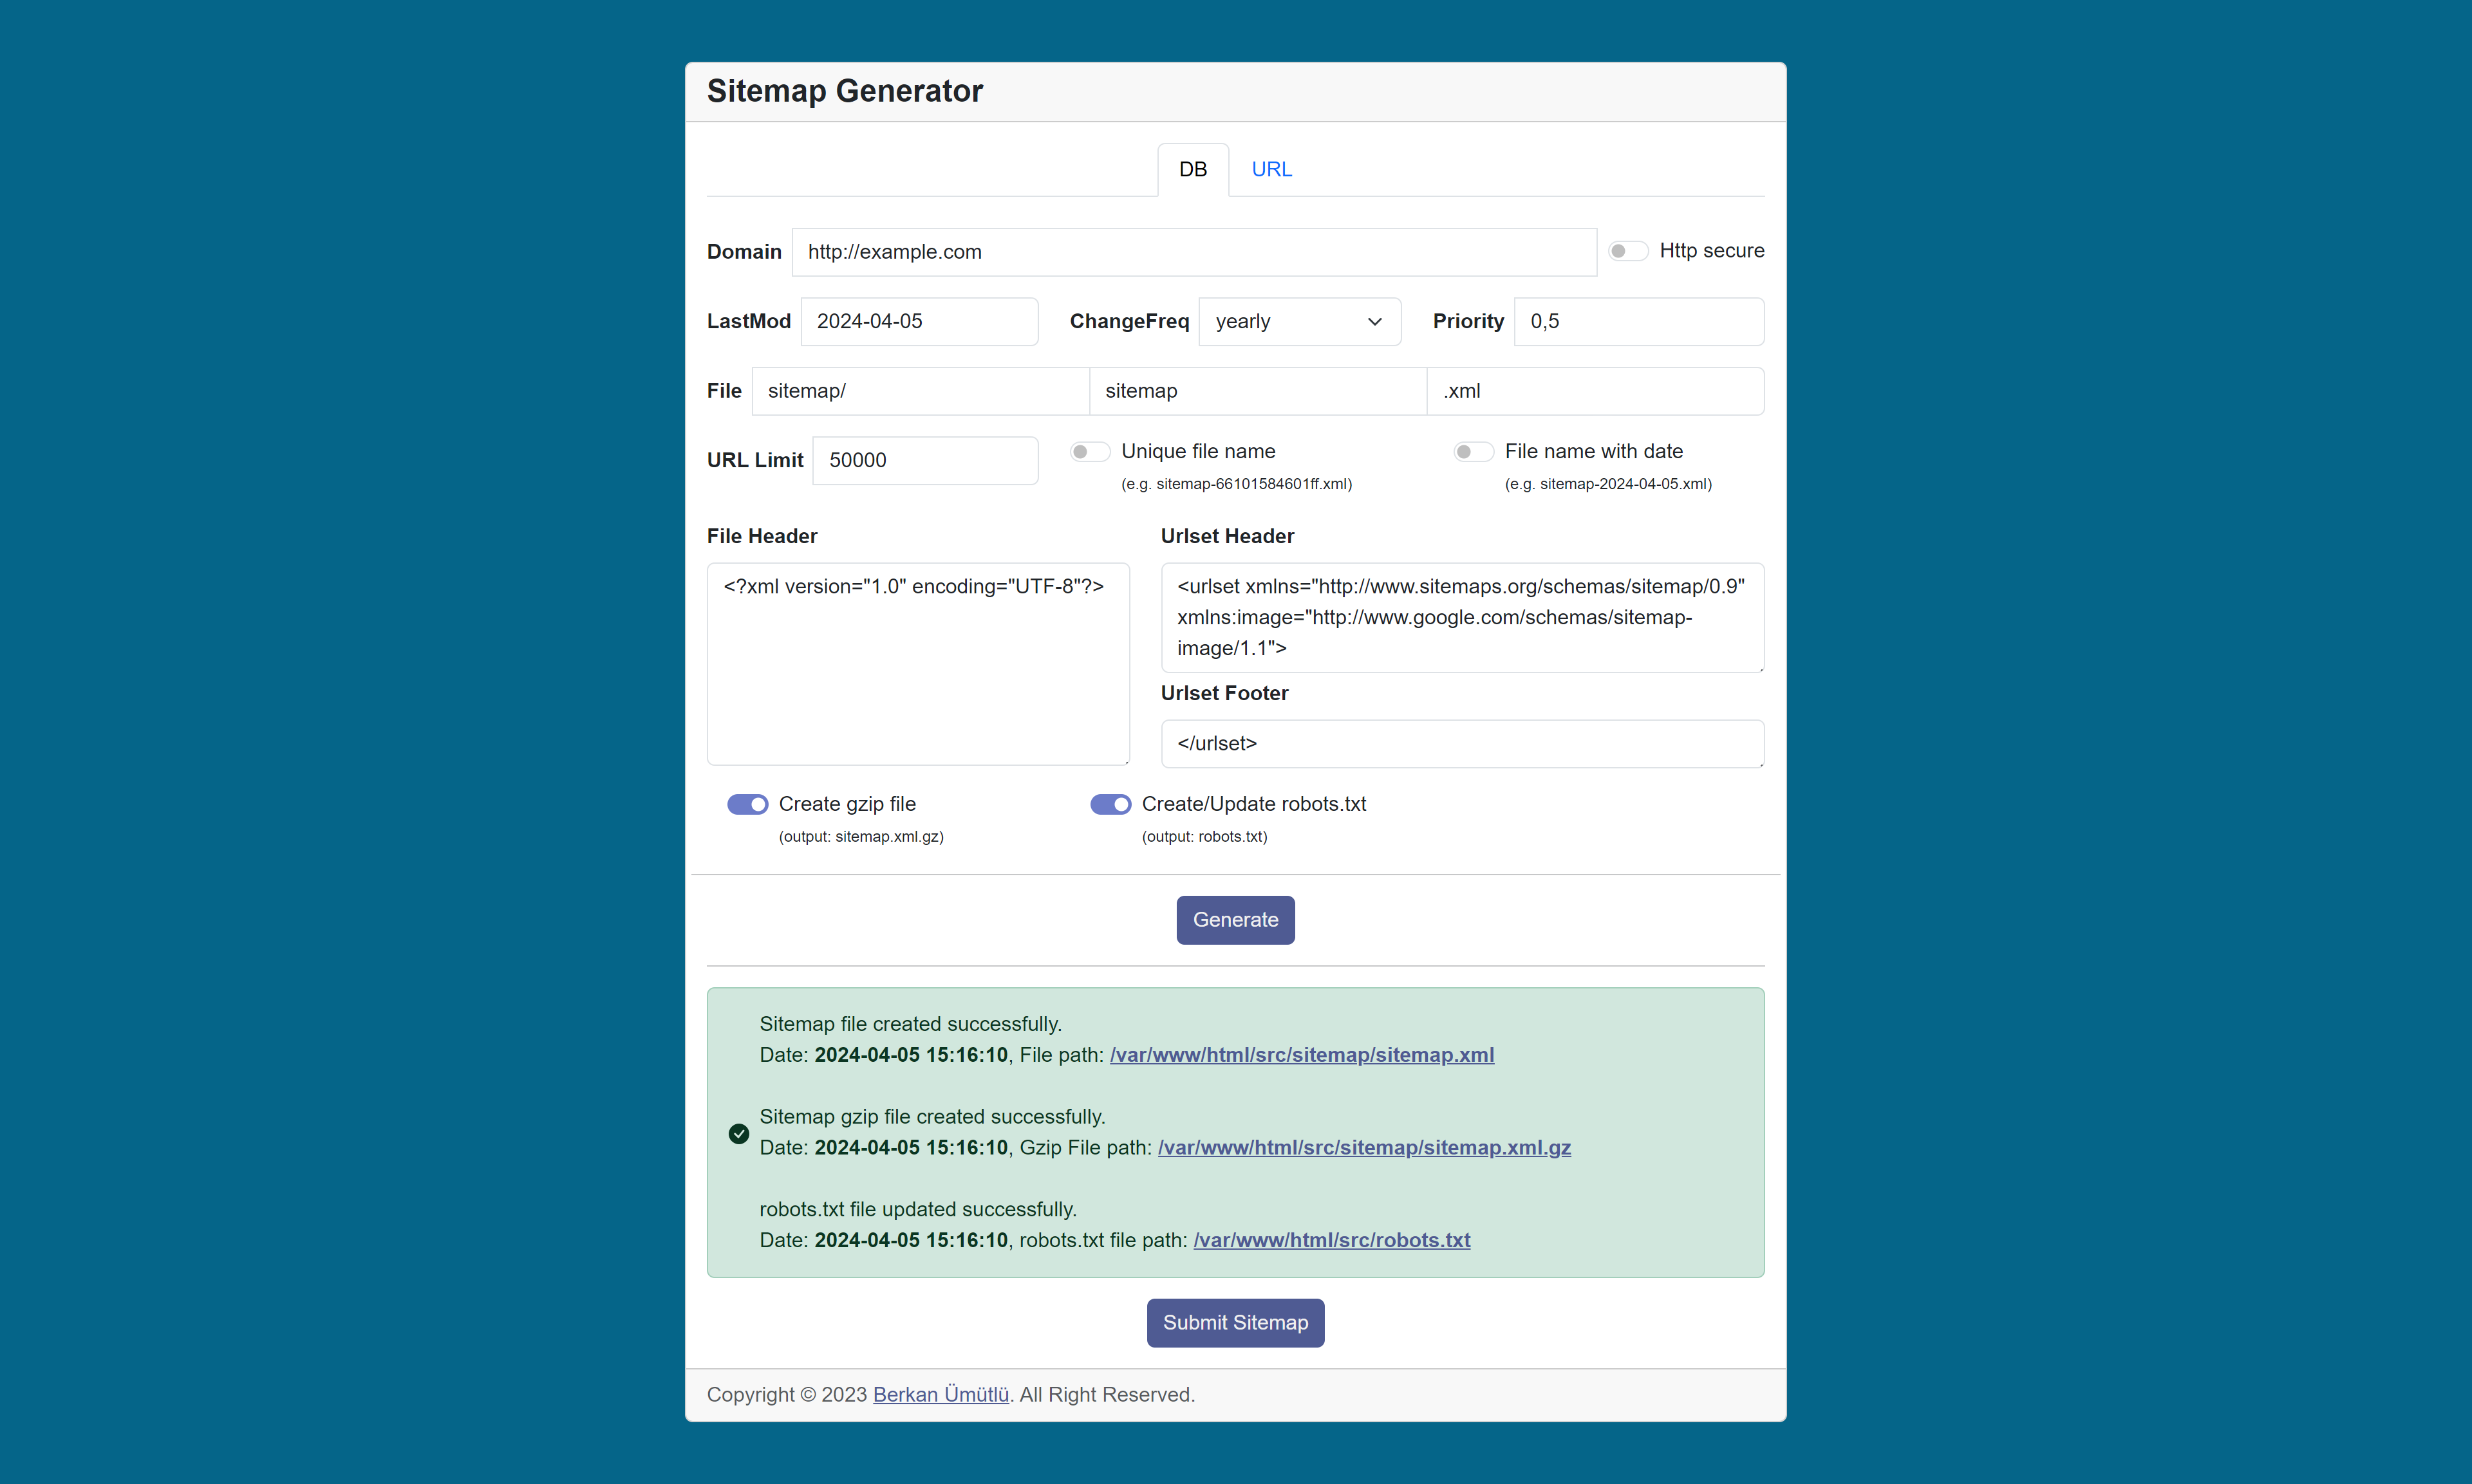 Sitemap Generator
DB URL
Domain http://example.com Http secure
LastMod 2024-04-05 ChangeFreq yearly Priority 0,5
File sitemap/ sitemap .xml
URL Limit 50000 Unique file name File name with date
(e.g. sitemap-66101584601ff.xml) (e.g. sitemap-2024-04-05.xml)
File Header
<?xml version="1.0" encoding="UTF-8"?>
Urlset Header
<urlset xmlns="http://www.sitemaps.org/schemas/sitemap/0.9"
xmlns:image="http://www.google.com/schemas/sitemap-
image/1.1">
Urlset Footer
</urlset>
Create gzip file Create/Update robots.txt
(output: sitemap.xml.gz) (output: robots.txt)
Generate
Sitemap file created successfully.
Date: 2024-04-05 15:16:10, File path: /var/www/html/src/sitemap/sitemap.xml
Sitemap gzip file created successfully.
Date: 2024-04-05 15:16:10, Gzip File path: /var/www/html/src/sitemap/sitemap.xml.gz
robots.txt file updated successfully.
Date: 2024-04-05 15:16:10, robots.txt file path: /var/www/html/src/robots.txt
Submit Sitemap
Copyright © 2023 Berkan Ümütlü. All Right Reserved.